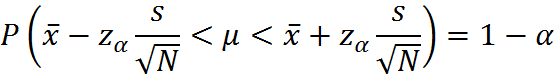 P(x̄ − z_α s/√N < μ < x̄ + z_α s/√N) = 1 − α